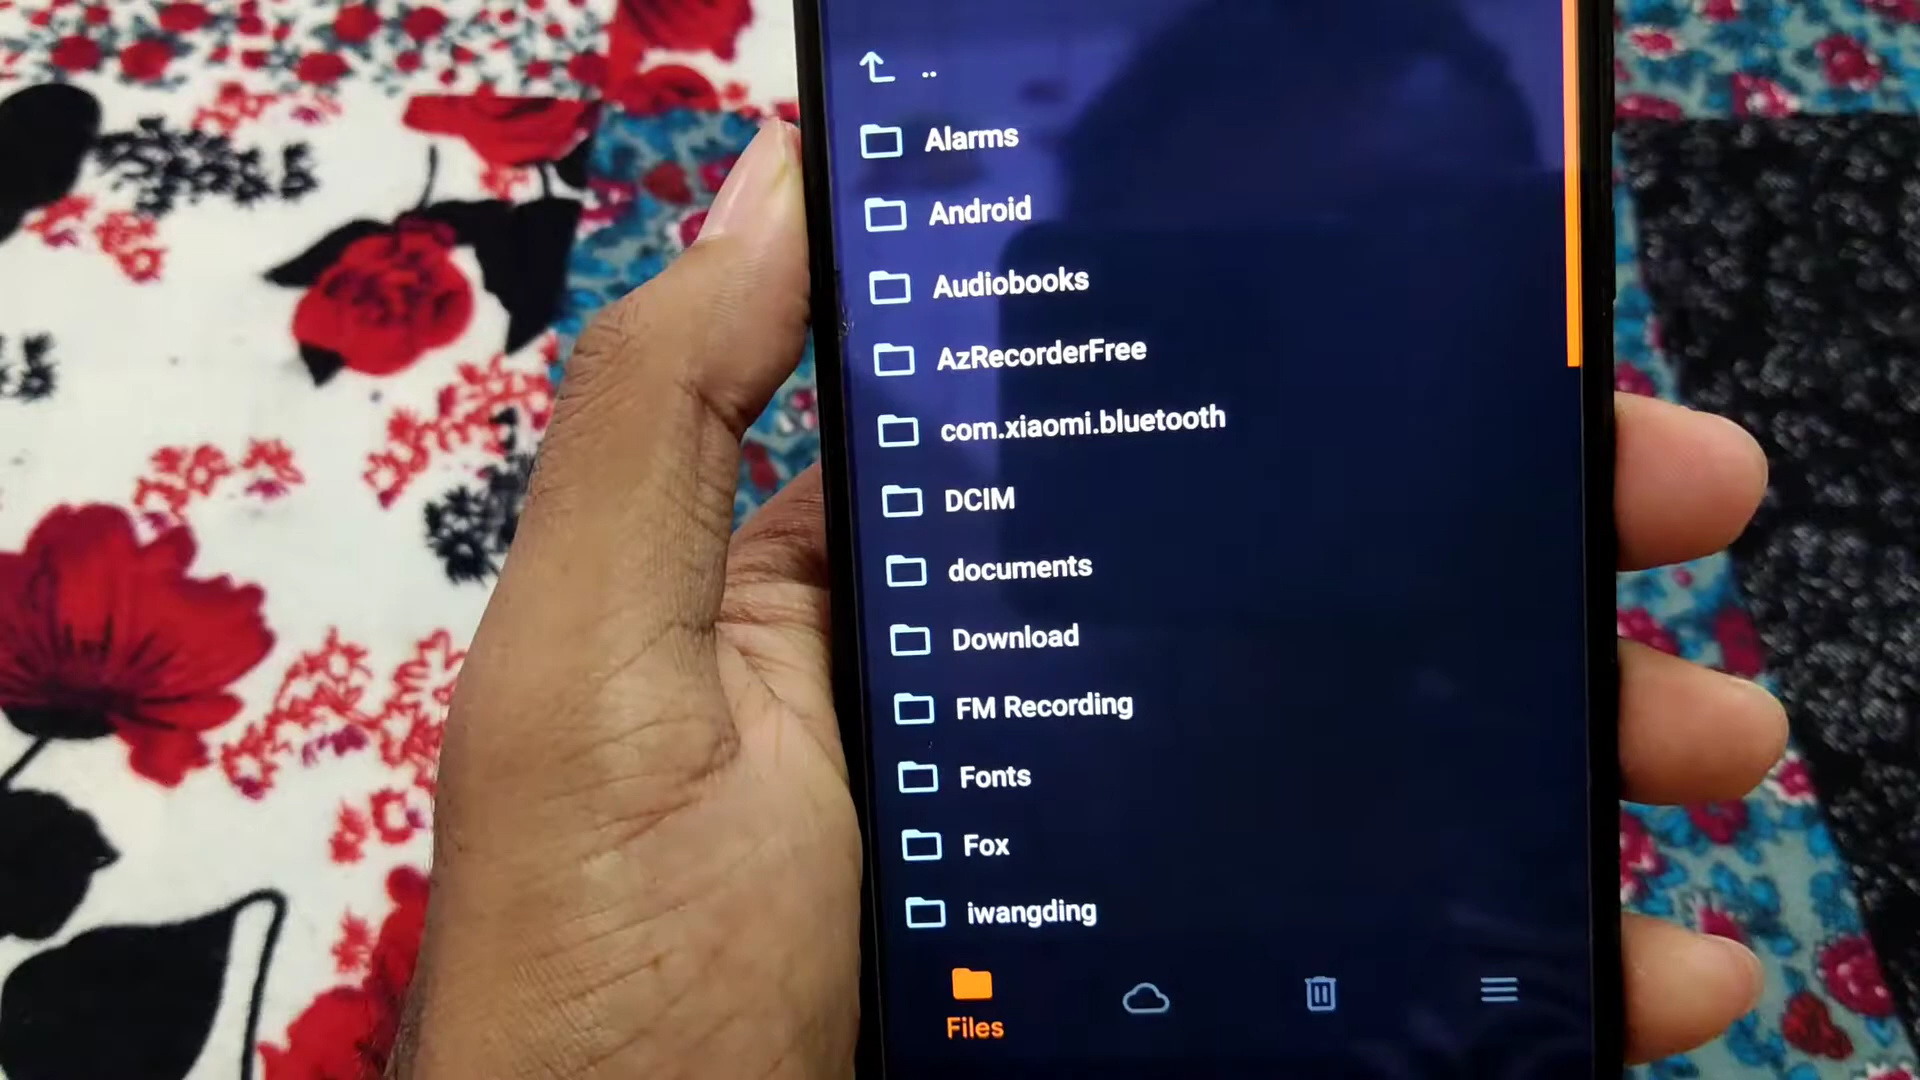 ..
Alarms
Android
Audiobooks
AzRecorderFree
com.xiaomi.bluetooth
DCIM
documents
Download
FM Recording
Fonts
Fox
iwangding
Files